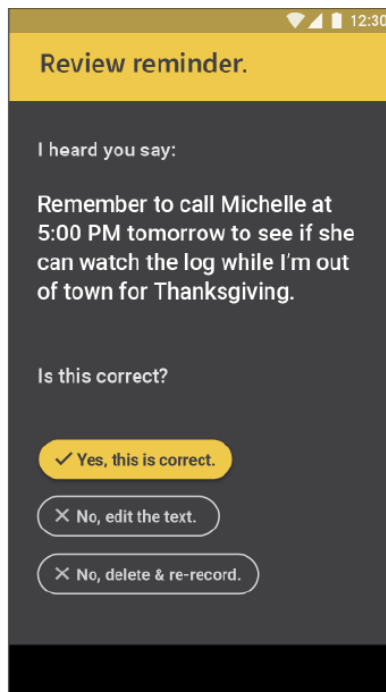 12:30
Review reminder.
I heard you say:
Remember to call Michelle at
5:00 PM tomorrow to see if she
can watch the log while I'm out
of town for Thanksgiving.
Is this correct?
Yes, this is correct.
No, edit the text.
No, delete & re-record.